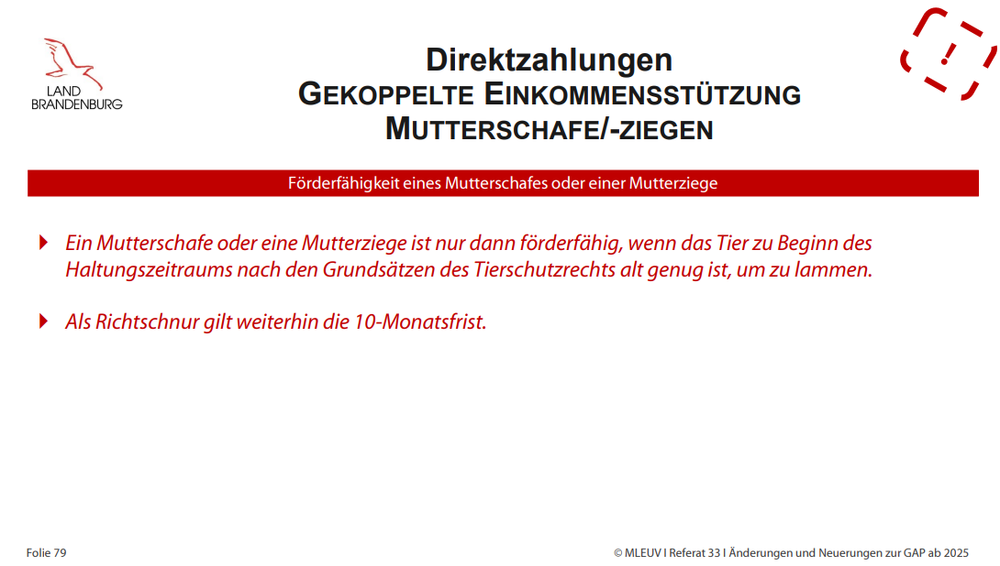 LAND
BRANDENBURG
Direktzahlungen
GEKOPPELTE EINKOMMENSSTÜTZUNG
MUTTERSCHAFE/-ZIEGEN
!
Förderfähigkeit eines Mutterschafes oder einer Mutterziege
Ein Mutterschafe oder eine Mutterziege ist nur dann förderfähig, wenn das Tier zu Beginn des
Haltungszeitraums nach den Grundsätzen des Tierschutzrechts alt genug ist, um zu lammen.
Als Richtschnur gilt weiterhin die 10-Monatsfrist.
Folie 79
© MLEUV I Referat 33 I Änderungen und Neuerungen zur GAP ab 2025